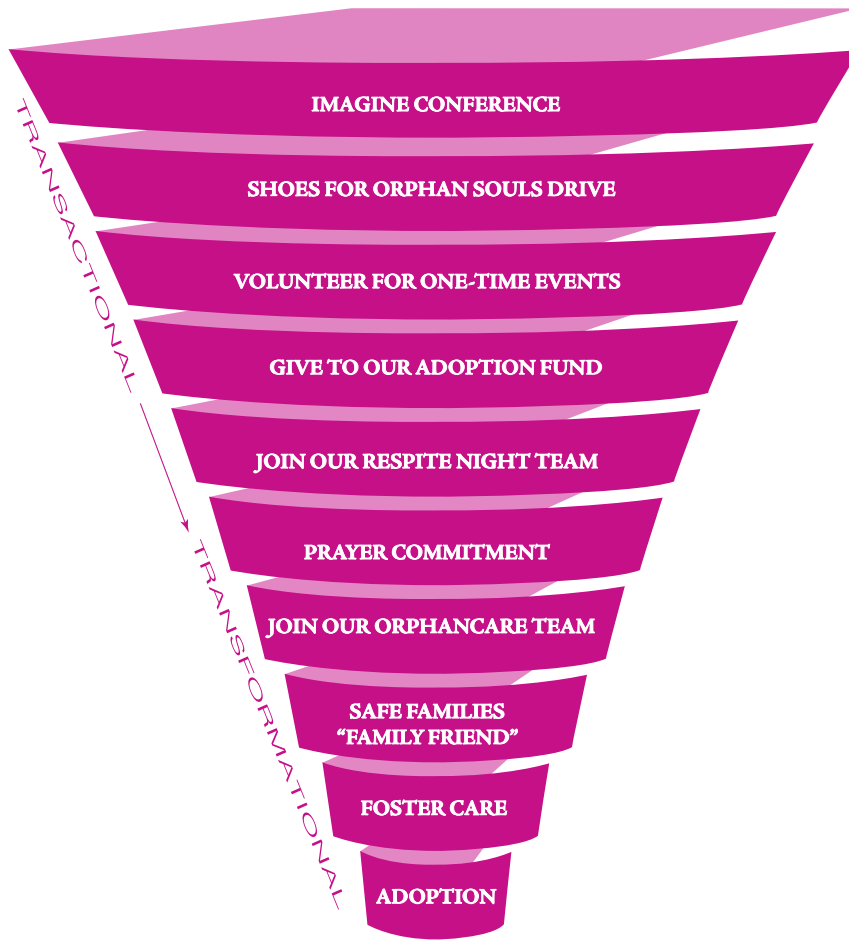 IMAGINE CONFERENCE
SHOES FOR ORPHAN SOULS DRIVE
VOLUNTEER FOR ONE-TIME EVENTS
GIVE TO OUR ADOPTION FUND
JOIN OUR RESPITE NIGHT TEAM
PRAYER COMMITMENT
JOIN OUR ORPHANCARE TEAM
SAFE FAMILIES
“FAMILY FRIEND”
FOSTER CARE
ADOPTION
TRANSACTIONAL
TRANSFORMATIONAL